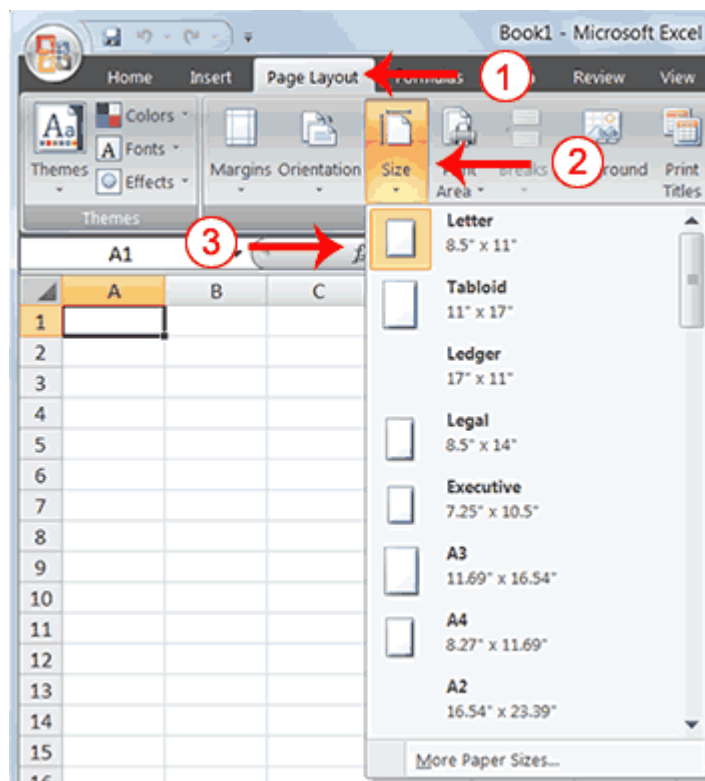 Book1 - Microsoft Excel
Home Insert Page Layout 1 Review View
Colors
Fonts
Effects
Themes Margins Orientation Size 2 Print
Area Titles
Themes
A1 3
A B C
1
2
3
4
5
6
7
8
9
10
11
12
13
14
15
16
Letter
8.5" x 11"
Tabloid
11" x 17"
Ledger
17" x 11"
Legal
8.5" x 14"
Executive
7.25" x 10.5"
A3
11.69" x 16.54"
A4
8.27" x 11.69"
A2
16.54" x 23.39"
More Paper Sizes...